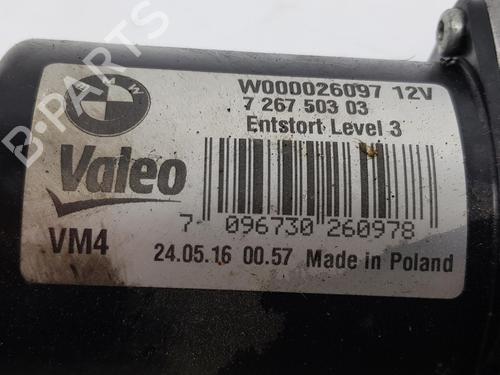 W000026097 12V
7 267 503 03
Entstort Level 3
Valeo
7 096730 260978
VM4
24.05.16 00.57 Made in Poland
B-PARTS